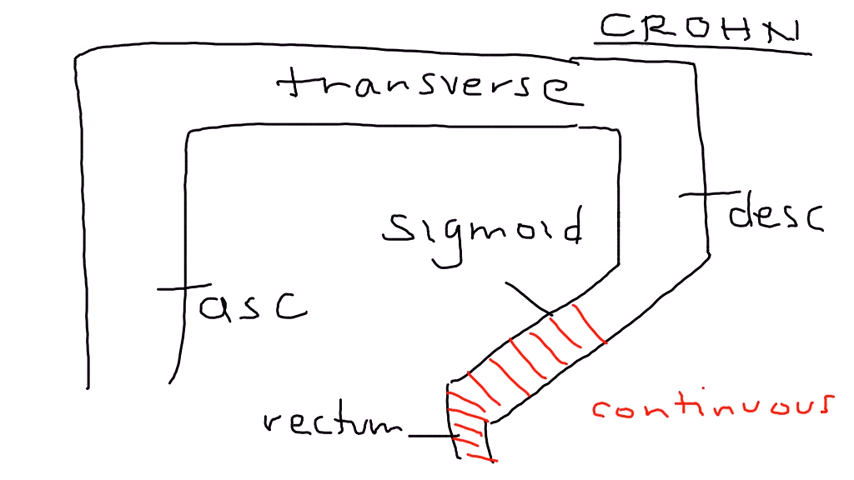 CROHN
transverse
desc
sigmoid
asc
continuous
rectum